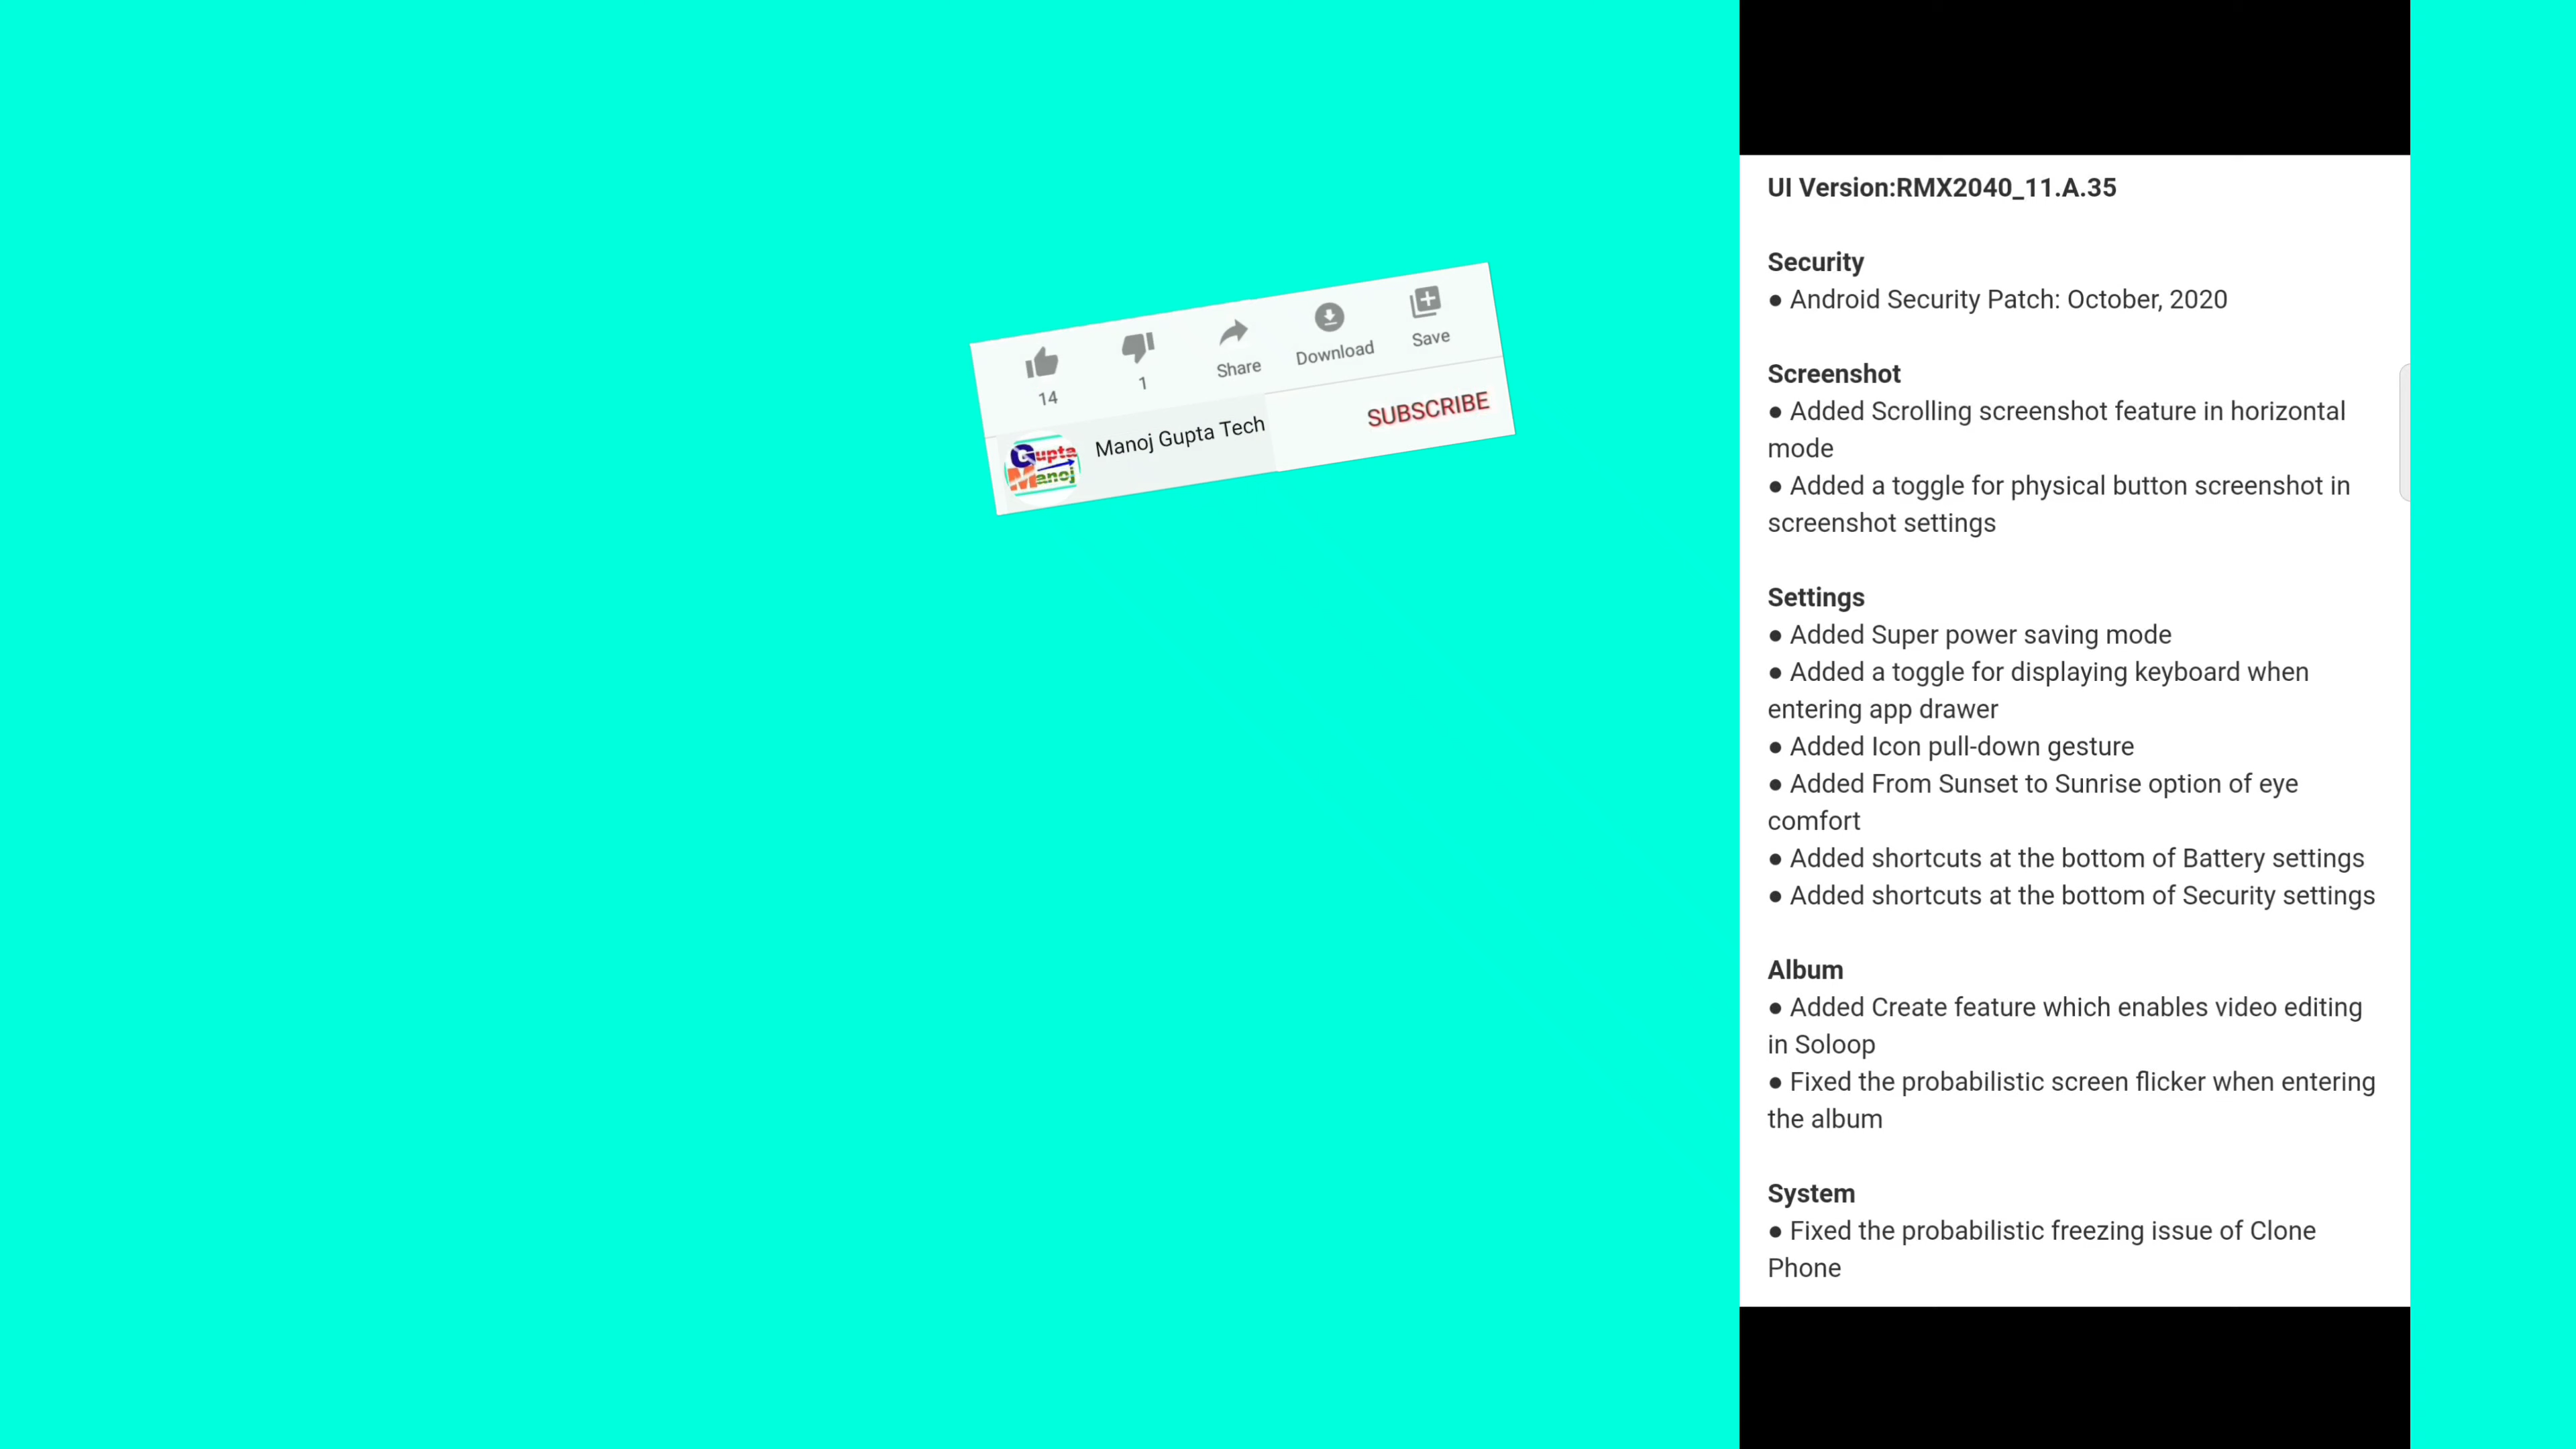 14
1
Share
Download
Save
Gupta
Manoj
Manoj Gupta Tech
SUBSCRIBE
UI Version:RMX2040_11.A.35
Security
● Android Security Patch: October, 2020
Screenshot
● Added Scrolling screenshot feature in horizontal
mode
● Added a toggle for physical button screenshot in
screenshot settings
Settings
● Added Super power saving mode
● Added a toggle for displaying keyboard when
entering app drawer
● Added Icon pull-down gesture
● Added From Sunset to Sunrise option of eye
comfort
● Added shortcuts at the bottom of Battery settings
● Added shortcuts at the bottom of Security settings
Album
● Added Create feature which enables video editing
in Soloop
● Fixed the probabilistic screen flicker when entering
the album
System
● Fixed the probabilistic freezing issue of Clone
Phone